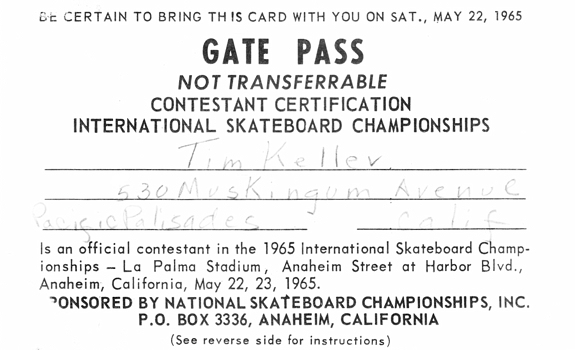 BE CERTAIN TO BRING THIS CARD WITH YOU ON SAT., MAY 22, 1965
GATE PASS
NOT TRANSFERRABLE
CONTESTANT CERTIFICATION
INTERNATIONAL SKATEBOARD CHAMPIONSHIPS
Tim Kelley
530 Muskingum Avenue
Pacific Palisades Calif
Is an official contestant in the 1965 International Skateboard Champ-
ionships – La Palma Stadium, Anaheim Street at Harbor Blvd.,
Anaheim, California, May 22, 23, 1965.
SPONSORED BY NATIONAL SKATEBOARD CHAMPIONSHIPS, INC.
P.O. BOX 3336, ANAHEIM, CALIFORNIA
(See reverse side for instructions)